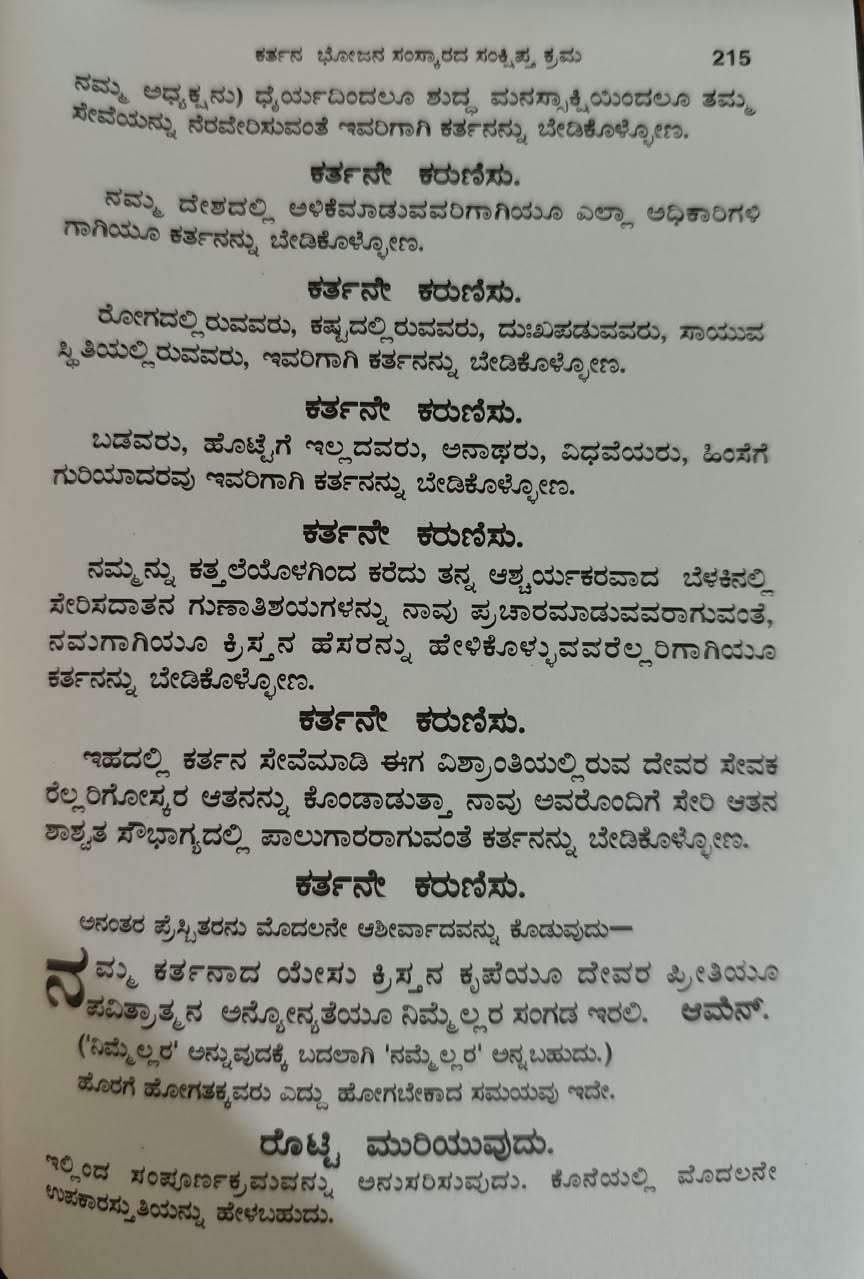 ಕರ್ತನ ಭೋಜನ ಸಂಸ್ಕಾರದ ಸಂಕ್ಷಿಪ್ತ ಕ್ರಮ 215
ನಮ್ಮ ಅಧ್ಯಕ್ಷನು) ಧೈರ್ಯದಿಂದಲೂ ಶುದ್ಧ ಮನಸ್ಸಾಕ್ಷಿಯಿಂದಲೂ ತಮ್ಮ
ಸೇವೆಯನ್ನು ನೆರವೇರಿಸುವಂತೆ ಇವರಿಗಾಗಿ ಕರ್ತನನ್ನು ಬೇಡಿಕೊಳ್ಳೋಣ.
ಕರ್ತನೇ ಕರುಣಿಸು.
ನಮ್ಮ ದೇಶದಲ್ಲಿ ಅಳಿಕೆಮಾಡುವವರಿಗಾಗಿಯೂ ಎಲ್ಲಾ ಅಧಿಕಾರಿಗಳಿ
ಗಾಗಿಯೂ ಕರ್ತನನ್ನು ಬೇಡಿಕೊಳ್ಳೋಣ.
ಕರ್ತನೇ ಕರುಣಿಸು.
ರೋಗದಲ್ಲಿರುವವರು, ಕಷ್ಟದಲ್ಲಿರುವವರು, ದುಃಖಪಡುವವರು, ಸಾಯುವ
ಸ್ಥಿತಿಯಲ್ಲಿರುವವರು, ಇವರಿಗಾಗಿ ಕರ್ತನನ್ನು ಬೇಡಿಕೊಳ್ಳೋಣ.
ಕರ್ತನೇ ಕರುಣಿಸು.
ಬಡವರು, ಹೊಟ್ಟೆಗೆ ಇಲ್ಲದವರು, ಅನಾಥರು, ವಿಧವೆಯರು, ಹಿಂಸೆಗೆ
ಗುರಿಯಾದರವು ಇವರಿಗಾಗಿ ಕರ್ತನನ್ನು ಬೇಡಿಕೊಳ್ಳೋಣ.
ಕರ್ತನೇ ಕರುಣಿಸು.
ನಮ್ಮನ್ನು ಕತ್ತಲೆಯೊಳಗಿಂದ ಕರೆದು ತನ್ನ ಆಶ್ಚರ್ಯಕರವಾದ ಬೆಳಕಿನಲ್ಲಿ
ಸೇರಿಸದಾತನ ಗುಣಾತಿಶಯಗಳನ್ನು ನಾವು ಪ್ರಚಾರಮಾಡುವವರಾಗುವಂತೆ,
ನಮಗಾಗಿಯೂ ಕ್ರಿಸ್ತನ ಹೆಸರನ್ನು ಹೇಳಿಕೊಳ್ಳುವವರೆಲ್ಲರಿಗಾಗಿಯೂ
ಕರ್ತನನ್ನು ಬೇಡಿಕೊಳ್ಳೋಣ.
ಕರ್ತನೇ ಕರುಣಿಸು.
ಇಹದಲ್ಲಿ ಕರ್ತನ ಸೇವೆಮಾಡಿ ಈಗ ವಿಶ್ರಾಂತಿಯಲ್ಲಿರುವ ದೇವರ ಸೇವಕ
ರೆಲ್ಲರಿಗೋಸ್ಕರ ಆತನನ್ನು ಕೊಂಡಾಡುತ್ತಾ ನಾವು ಅವರೊಂದಿಗೆ ಸೇರಿ ಆತನ
ಶಾಶ್ವತ ಸೌಭಾಗ್ಯದಲ್ಲಿ ಪಾಲುಗಾರರಾಗುವಂತೆ ಕರ್ತನನ್ನು ಬೇಡಿಕೊಳ್ಳೋಣ.
ಕರ್ತನೇ ಕರುಣಿಸು.
ಅನಂತರ ಪ್ರೆಸ್ಬಿತರನು ಮೊದಲನೇ ಆಶೀರ್ವಾದವನ್ನು ಕೊಡುವುದು—
ನಮ್ಮ ಕರ್ತನಾದ ಯೇಸು ಕ್ರಿಸ್ತನ ಕೃಪೆಯೂ ದೇವರ ಪ್ರೀತಿಯೂ
ಪವಿತ್ರಾತ್ಮನ ಅನ್ಯೋನ್ಯತೆಯೂ ನಿಮ್ಮೆಲ್ಲರ ಸಂಗಡ ಇರಲಿ. ಆಮೆನ್.
('ನಿಮ್ಮೆಲ್ಲರ' ಅನ್ನುವುದಕ್ಕೆ ಬದಲಾಗಿ 'ನಮ್ಮೆಲ್ಲರ' ಅನ್ನಬಹುದು.)
ಹೊರಗೆ ಹೋಗತಕ್ಕವರು ಎದ್ದು ಹೋಗಬೇಕಾದ ಸಮಯವು ಇದೇ.
ರೊಟ್ಟಿ ಮುರಿಯುವುದು.
ಇಲ್ಲಿಂದ ಸಂಪೂರ್ಣಕ್ರಮವನ್ನು ಅನುಸರಿಸುವುದು. ಕೊನೆಯಲ್ಲಿ ಮೊದಲನೇ
ಉಪಕಾರಸ್ತುತಿಯನ್ನು ಹೇಳಬಹುದು.